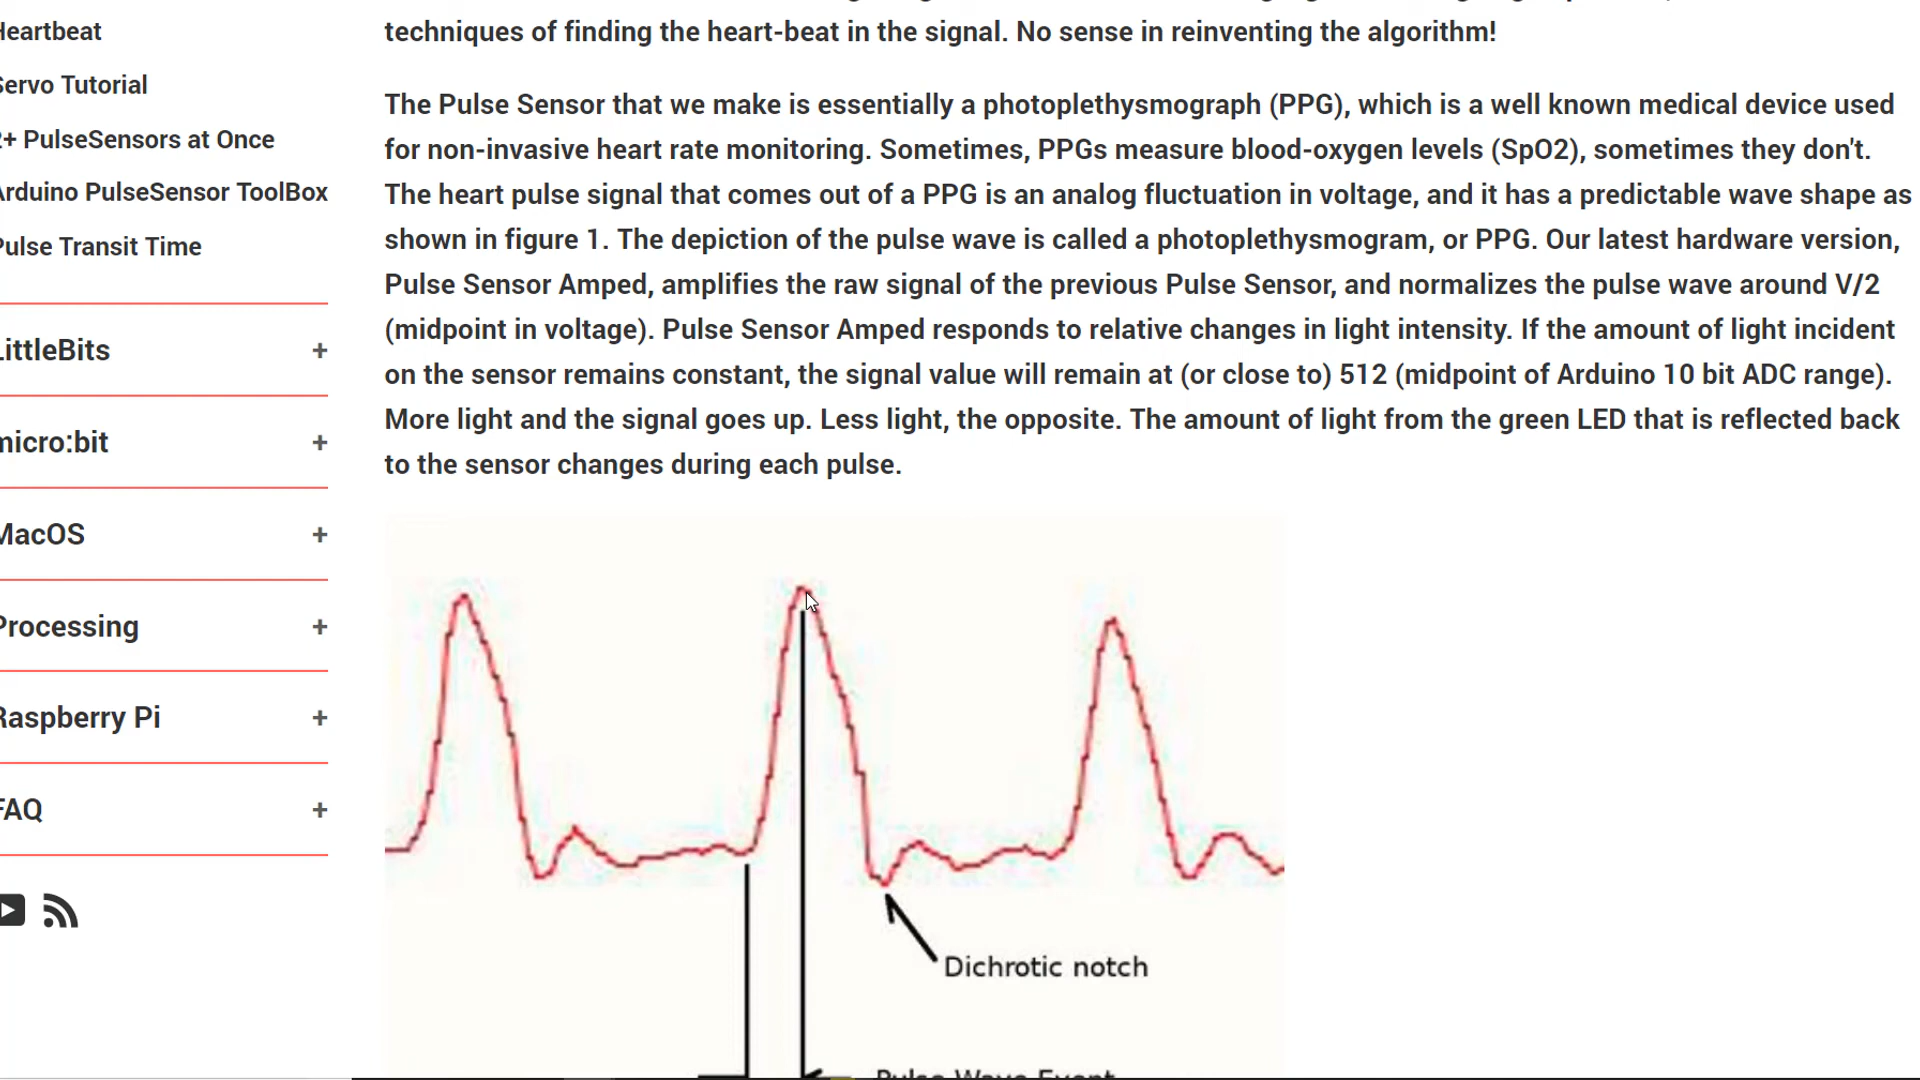 Heartbeat
Servo Tutorial
2+ PulseSensors at Once
Arduino PulseSensor ToolBox
Pulse Transit Time
LittleBits +
micro:bit +
MacOS +
Processing +
Raspberry Pi +
FAQ +
techniques of finding the heart-beat in the signal. No sense in reinventing the algorithm!
The Pulse Sensor that we make is essentially a photoplethysmograph (PPG), which is a well known medical device used
for non-invasive heart rate monitoring. Sometimes, PPGs measure blood-oxygen levels (SpO2), sometimes they don't.
The heart pulse signal that comes out of a PPG is an analog fluctuation in voltage, and it has a predictable wave shape as
shown in figure 1. The depiction of the pulse wave is called a photoplethysmogram, or PPG. Our latest hardware version,
Pulse Sensor Amped, amplifies the raw signal of the previous Pulse Sensor, and normalizes the pulse wave around V/2
(midpoint in voltage). Pulse Sensor Amped responds to relative changes in light intensity. If the amount of light incident
on the sensor remains constant, the signal value will remain at (or close to) 512 (midpoint of Arduino 10 bit ADC range).
More light and the signal goes up. Less light, the opposite. The amount of light from the green LED that is reflected back
to the sensor changes during each pulse.
Dichrotic notch
Pulse Wave Event